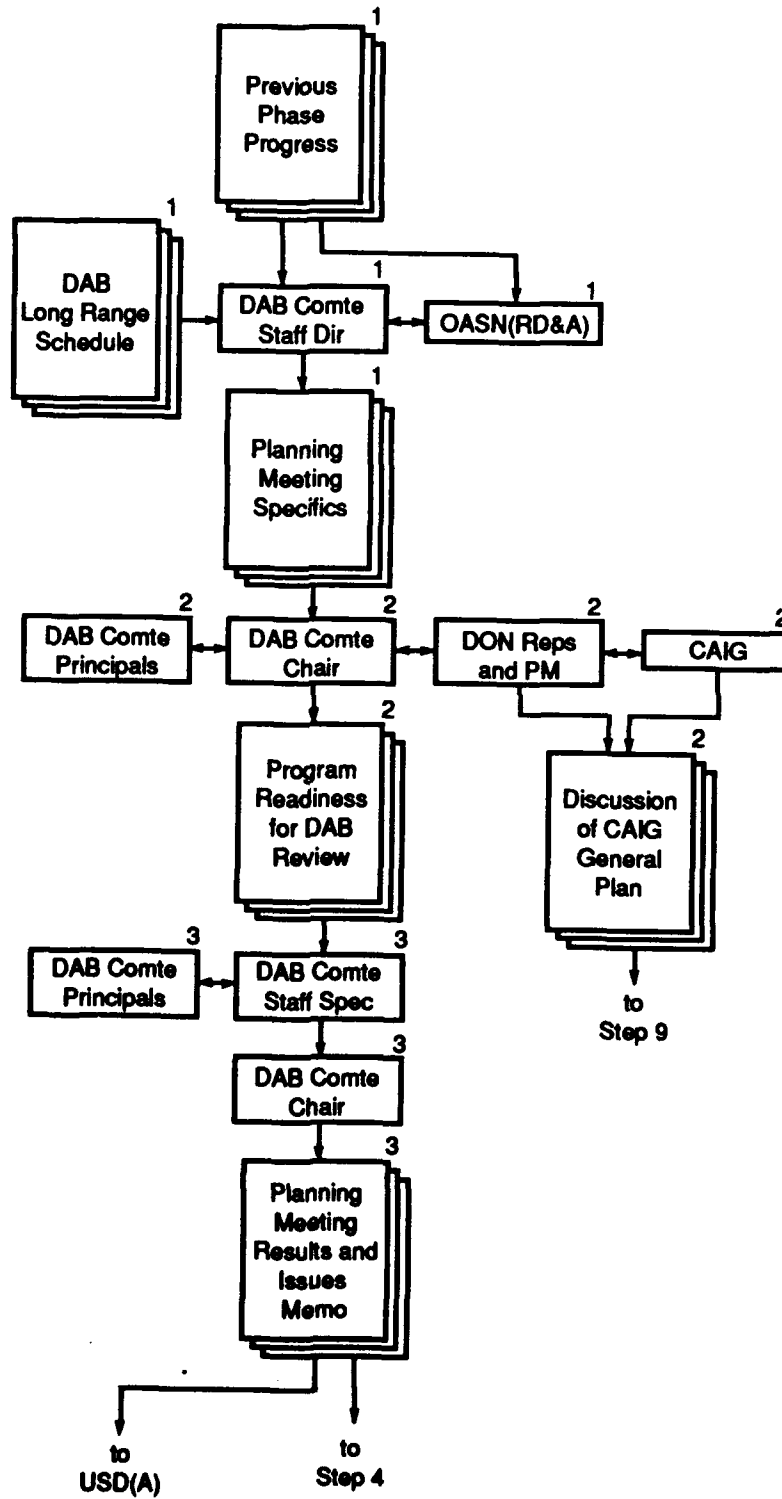 1
Previous
Phase
Progress
1
DAB
Long Range
Schedule
1
DAB Comte
Staff Dir
1
OASN(RD&A)
1
Planning
Meeting
Specifics
2
DAB Comte
Principals
2
DAB Comte
Chair
2
DON Reps
and PM
2
CAIG
2
Program
Readiness
for DAB
Review
2
Discussion
of CAIG
General
Plan
to
Step 9
3
DAB Comte
Principals
3
DAB Comte
Staff Spec
3
DAB Comte
Chair
3
Planning
Meeting
Results and
Issues
Memo
to
USD(A)
to
Step 4